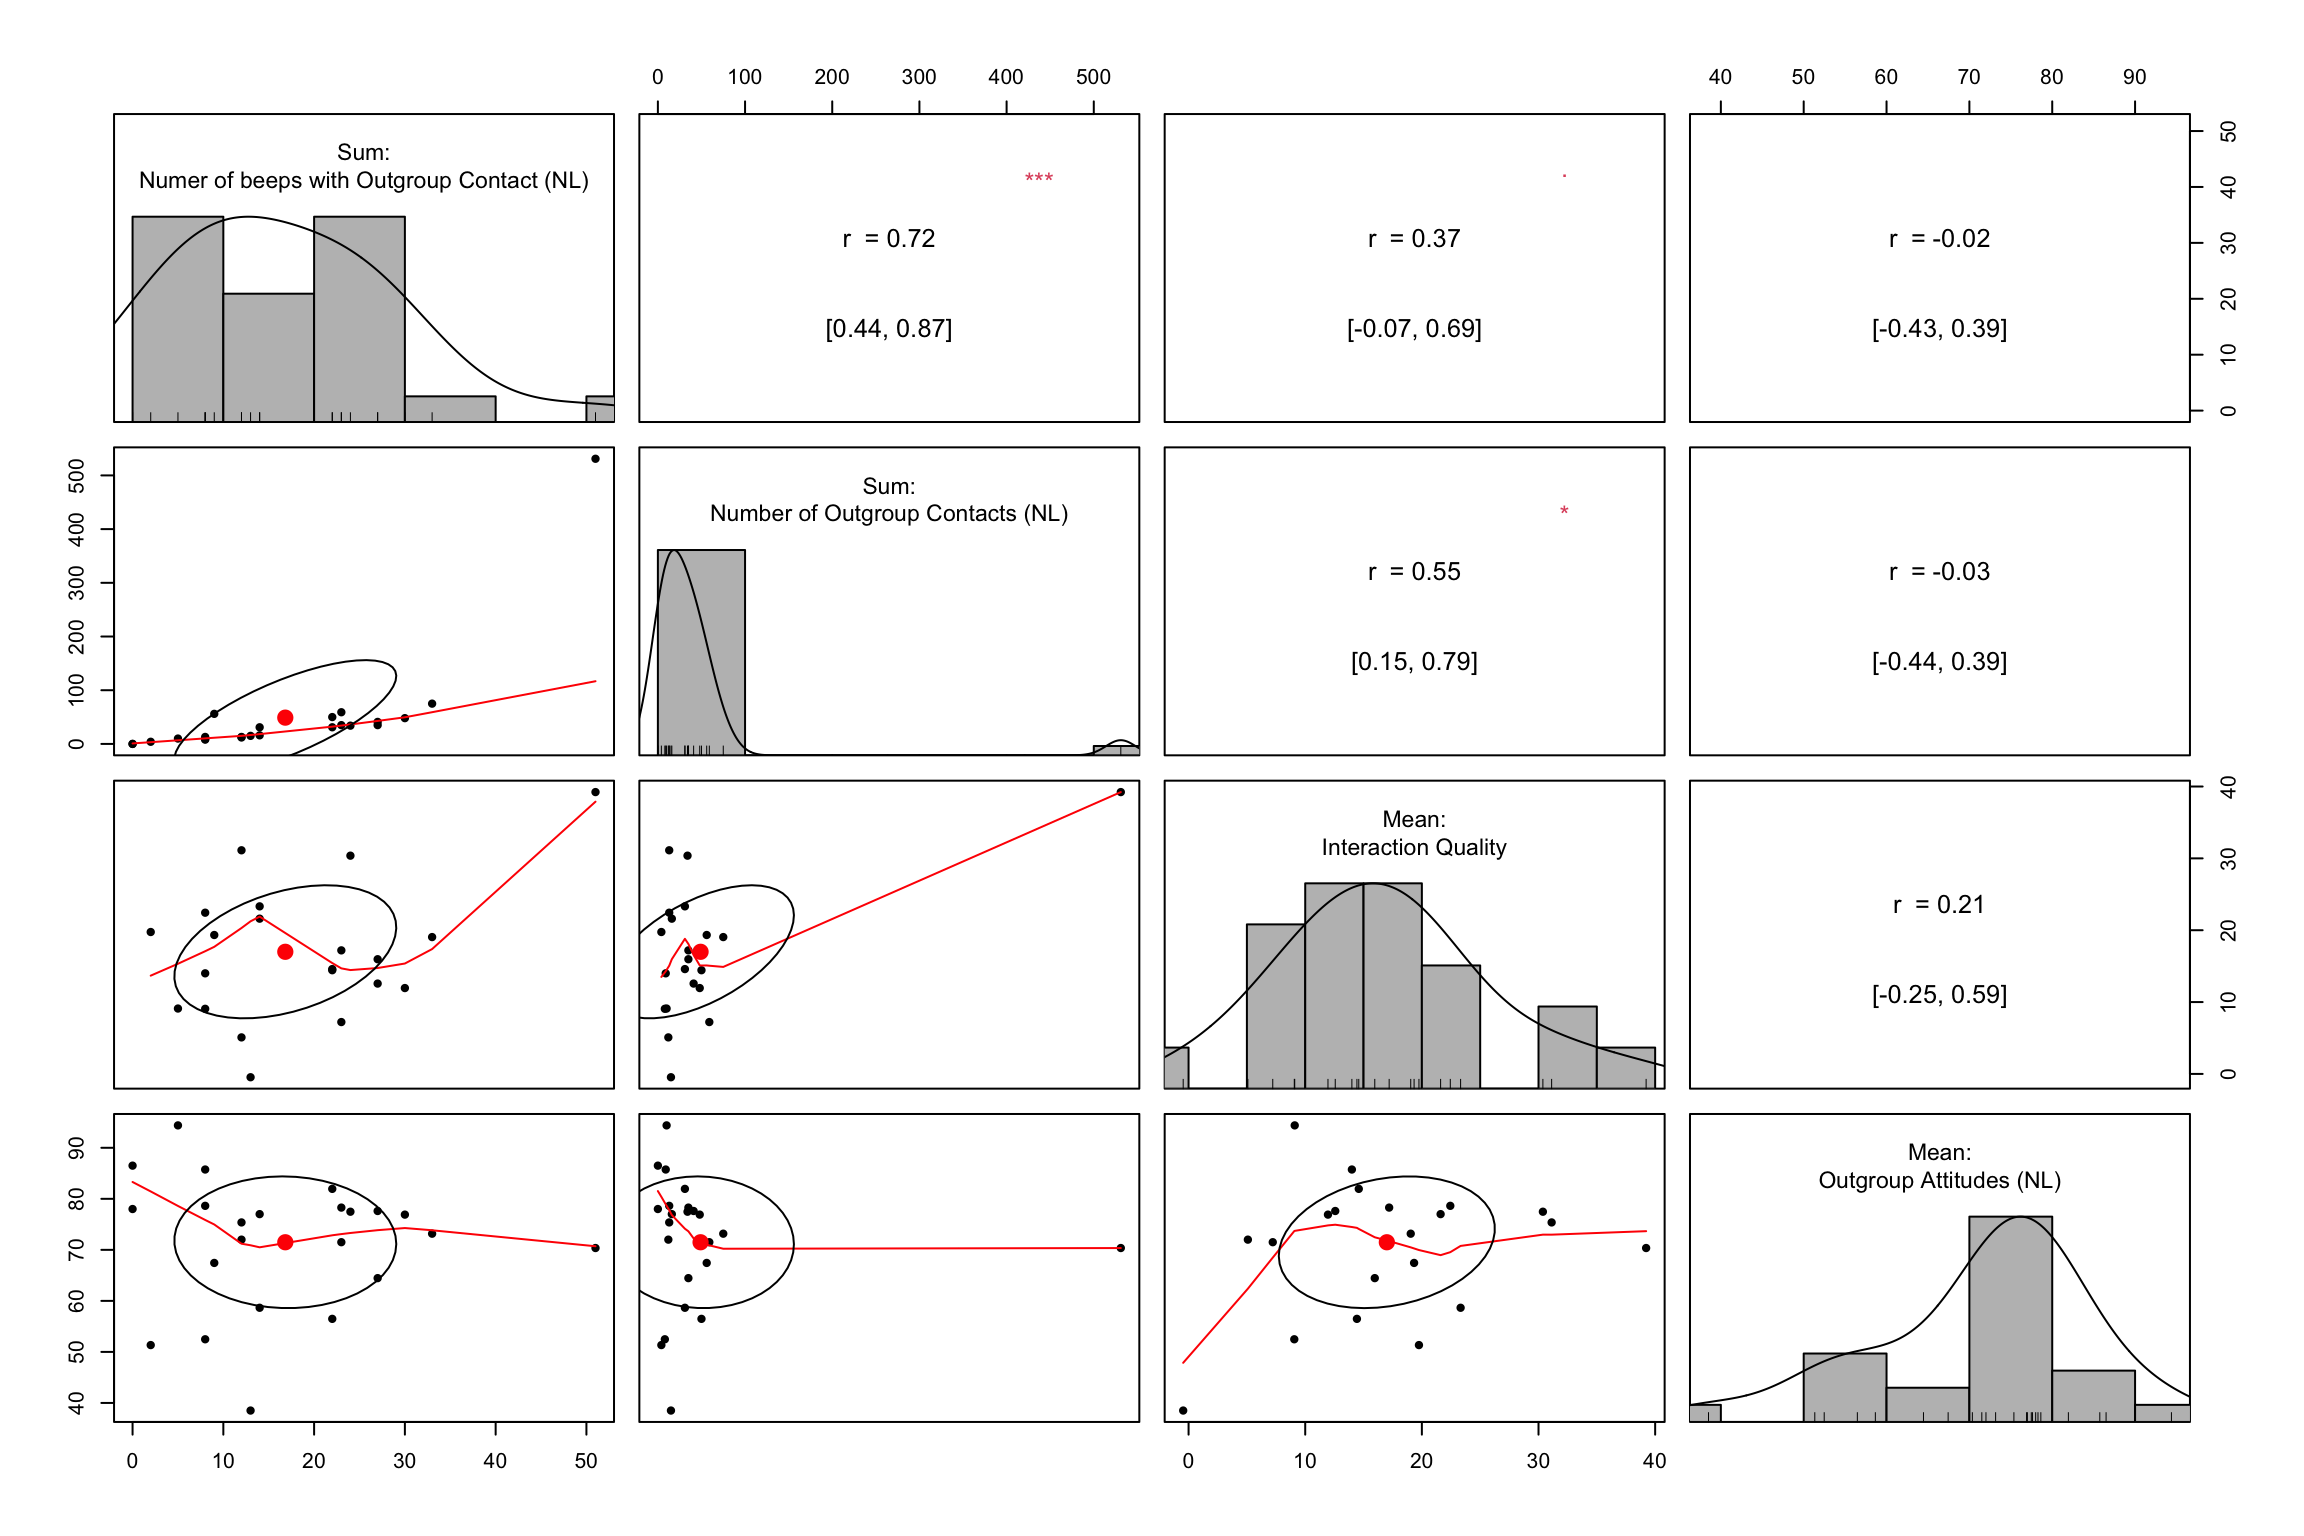 0 100 200 300 400 500
40 50 60 70 80 90
Sum:
Numer of beeps with Outgroup Contact (NL)
***
r = 0.72
[0.44, 0.87]
.
r = 0.37
[-0.07, 0.69]
r = -0.02
[-0.43, 0.39]
0 10 20 30 40 50
0 100 200 300 400 500
Sum:
Number of Outgroup Contacts (NL)
*
r = 0.55
[0.15, 0.79]
r = -0.03
[-0.44, 0.39]
Mean:
Interaction Quality
r = 0.21
[-0.25, 0.59]
0 10 20 30 40
40 50 60 70 80 90
Mean:
Outgroup Attitudes (NL)
0 10 20 30 40 50
0 10 20 30 40